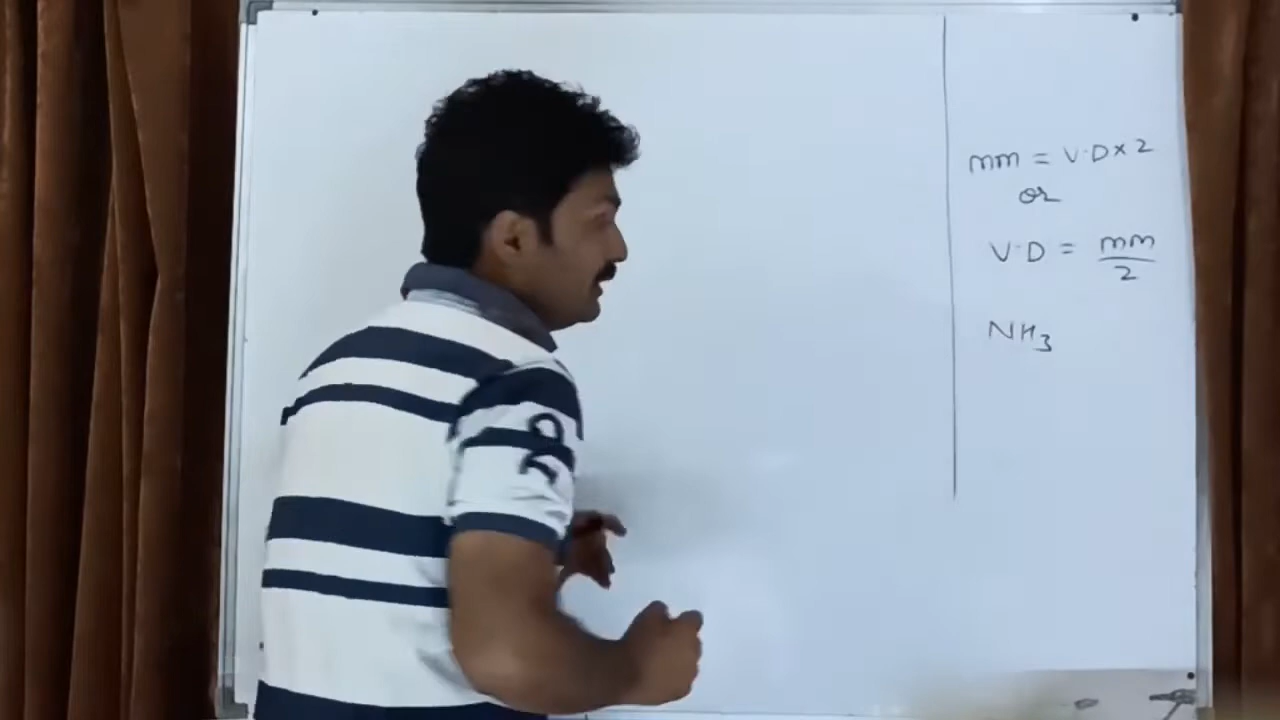 mm = V·D × 2
or
V·D = mm/2
NH₃